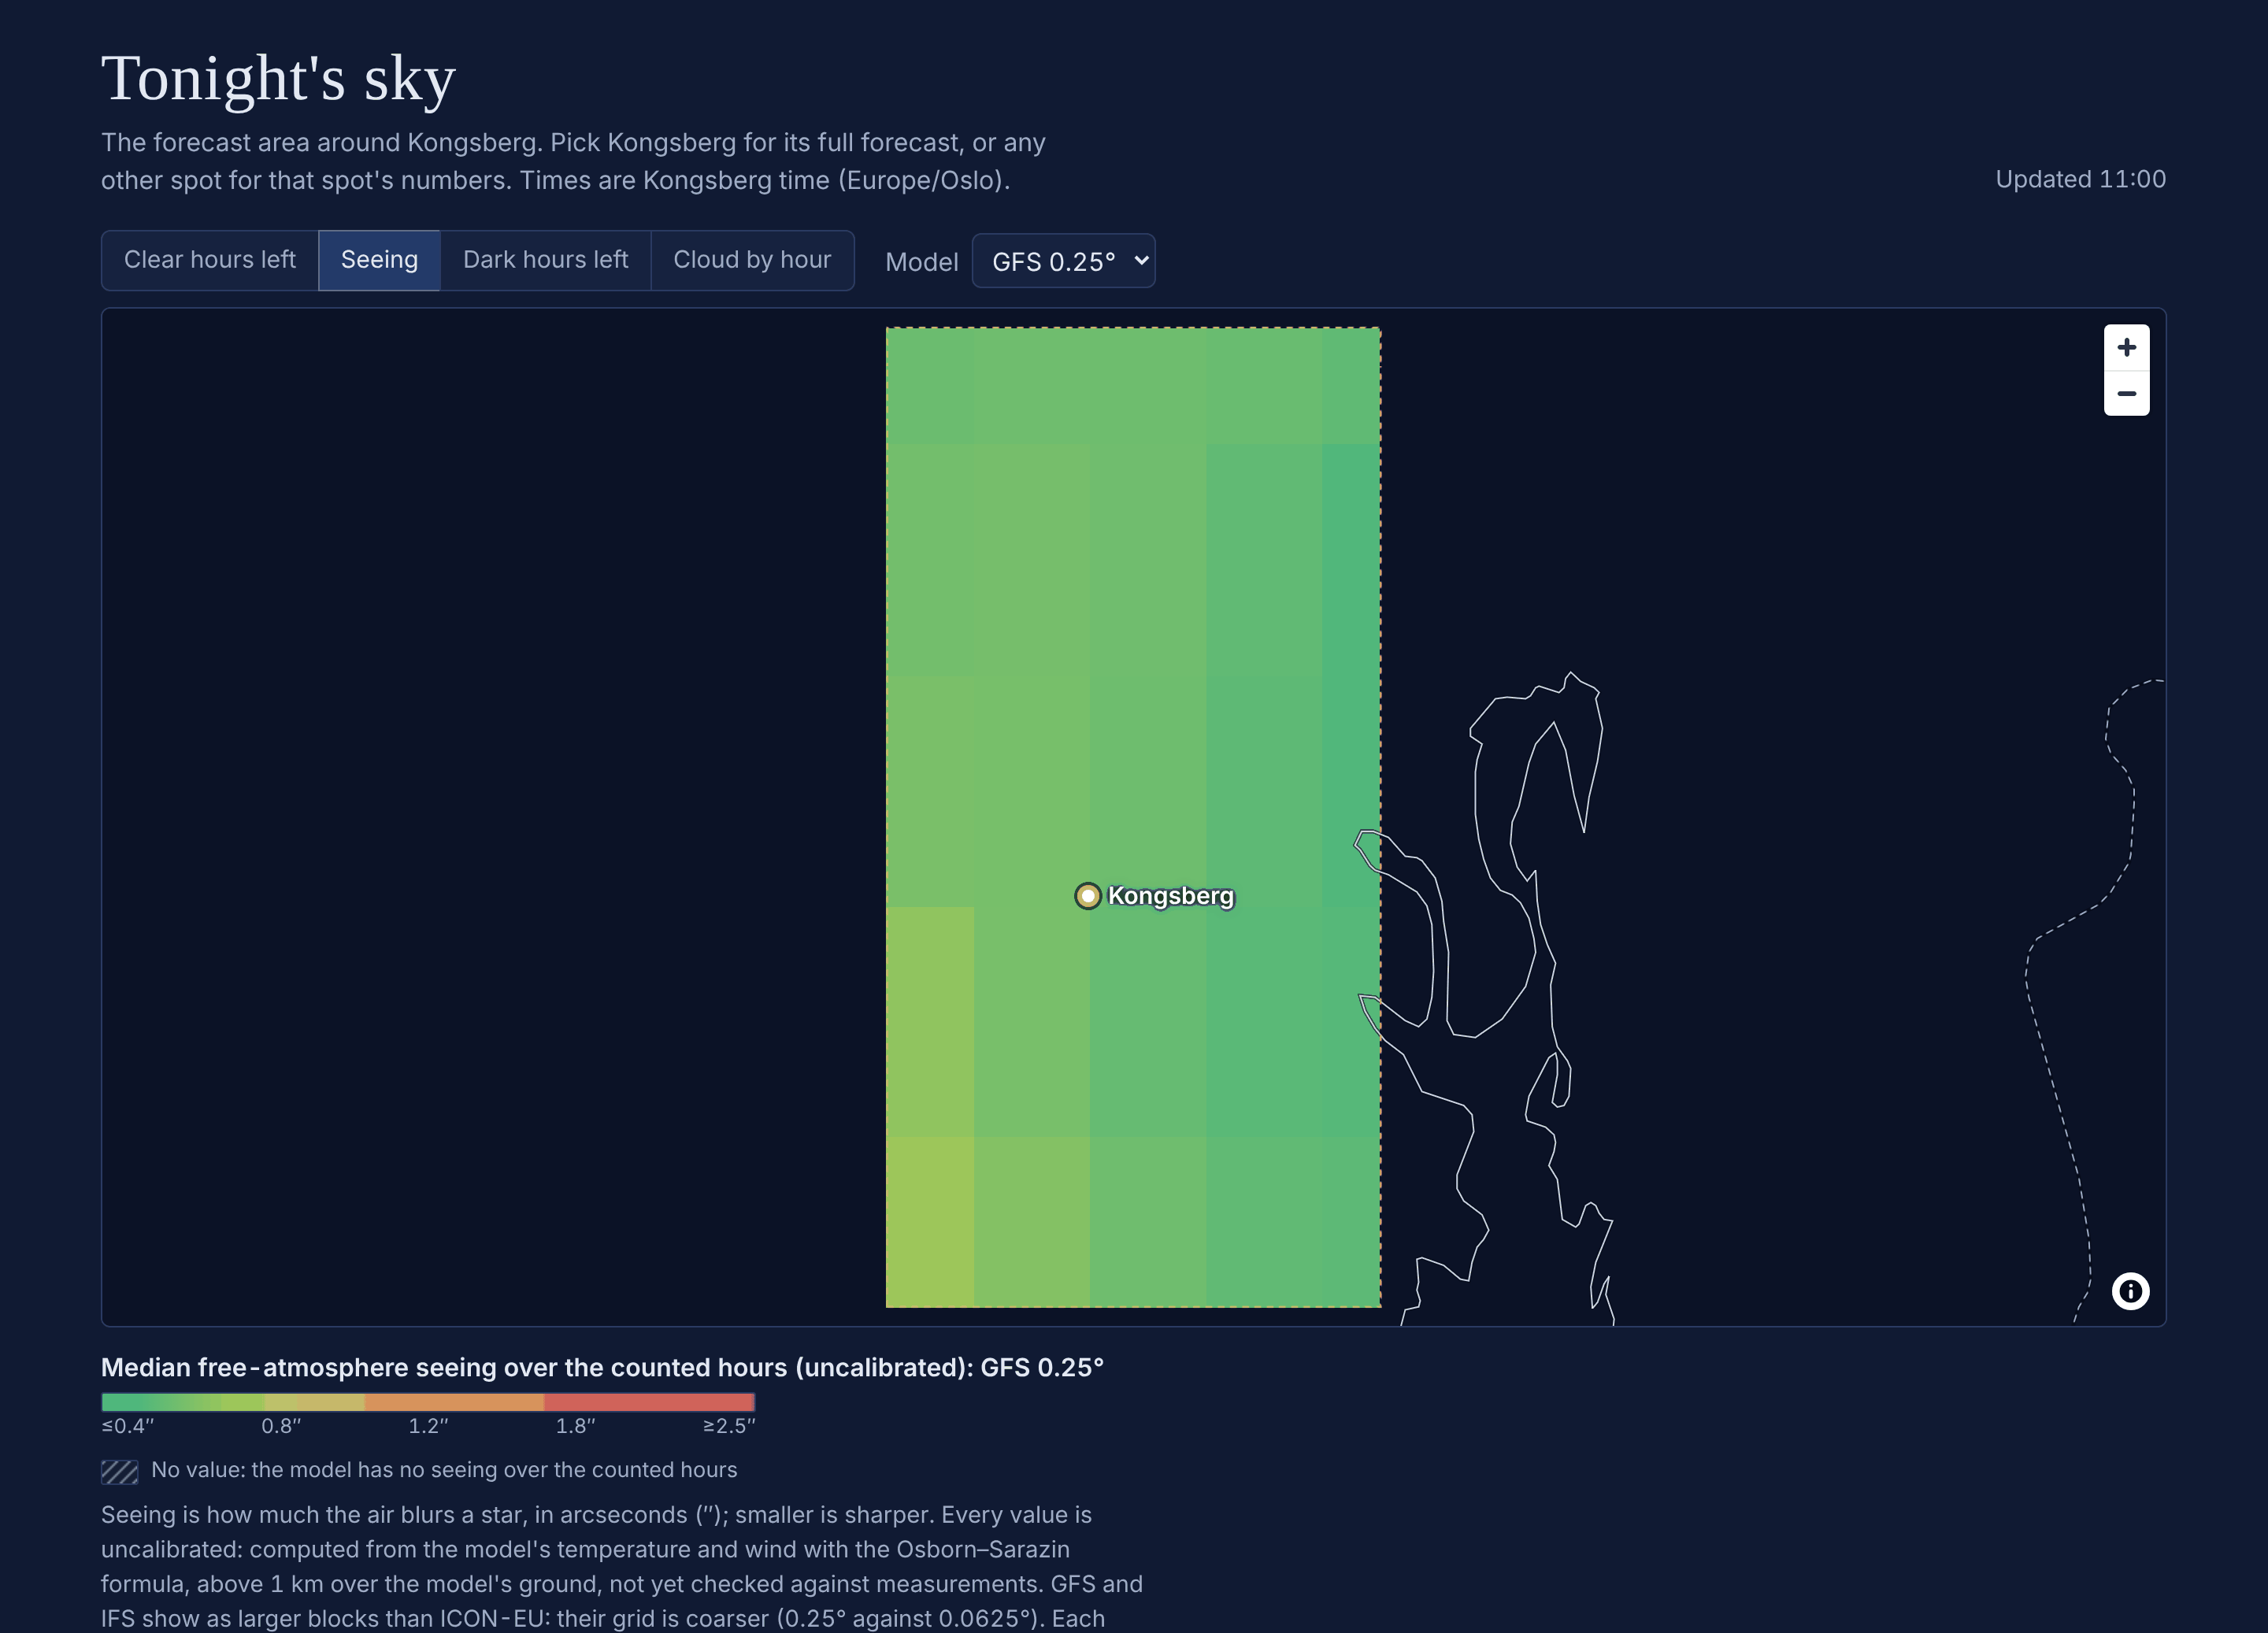 Tonight's sky
The forecast area around Kongsberg. Pick Kongsberg for its full forecast, or any
other spot for that spot's numbers. Times are Kongsberg time (Europe/Oslo).
Updated 11:00
Clear hours left
Seeing
Dark hours left
Cloud by hour
Model
GFS 0.25°
+
−
Kongsberg
Median free-atmosphere seeing over the counted hours (uncalibrated): GFS 0.25°
≤0.4″
0.8″
1.2″
1.8″
≥2.5″
No value: the model has no seeing over the counted hours
Seeing is how much the air blurs a star, in arcseconds (″); smaller is sharper. Every value is
uncalibrated: computed from the model's temperature and wind with the Osborn–Sarazin
formula, above 1 km over the model's ground, not yet checked against measurements. GFS and
IFS show as larger blocks than ICON-EU: their grid is coarser (0.25° against 0.0625°). Each